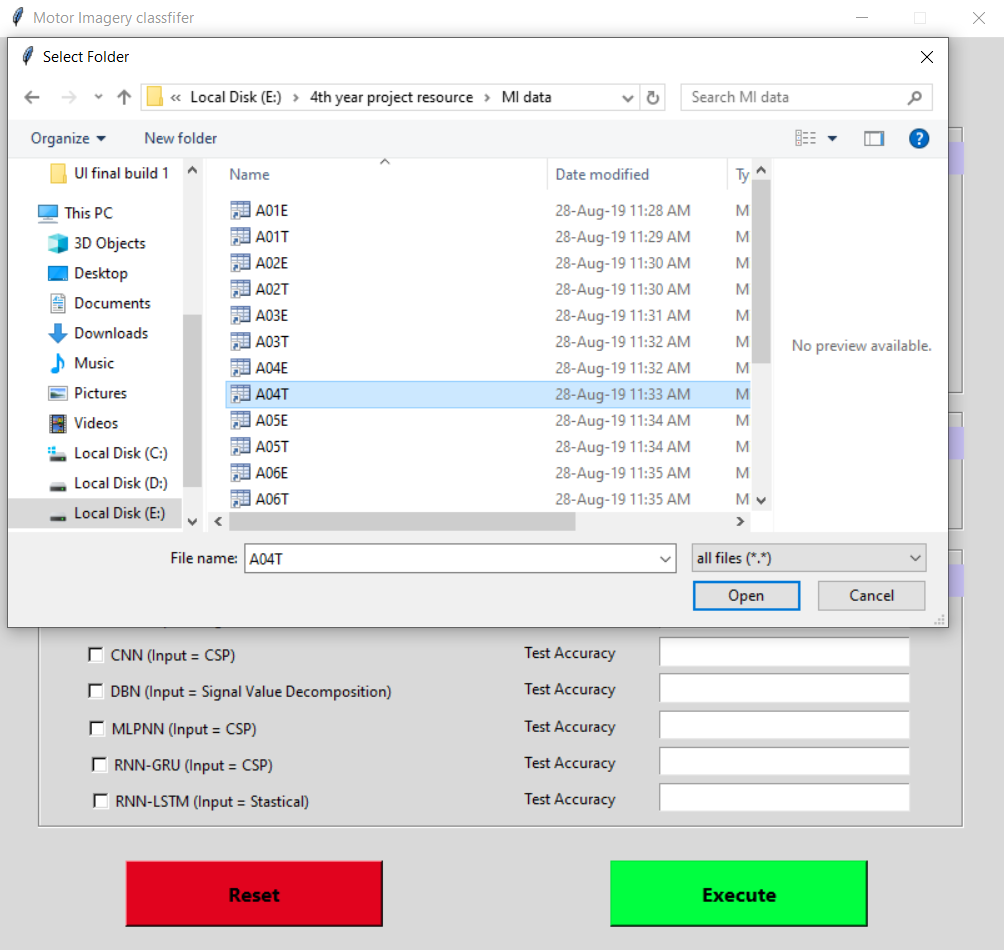 Motor Imagery classfifer
Select Folder
« Local Disk (E:) › 4th year project resource › MI data
Search MI data
Organize
New folder
UI final build 1
This PC
3D Objects
Desktop
Documents
Downloads
Music
Pictures
Videos
Local Disk (C:)
Local Disk (D:)
Local Disk (E:)
Name Date modified Ty
A01E 28-Aug-19 11:28 AM M
A01T 28-Aug-19 11:29 AM M
A02E 28-Aug-19 11:30 AM M
A02T 28-Aug-19 11:30 AM M
A03E 28-Aug-19 11:31 AM M
A03T 28-Aug-19 11:32 AM M
A04E 28-Aug-19 11:32 AM M
A04T 28-Aug-19 11:33 AM M
A05E 28-Aug-19 11:34 AM M
A05T 28-Aug-19 11:34 AM M
A06E 28-Aug-19 11:35 AM M
A06T 28-Aug-19 11:35 AM M
No preview available.
File name: A04T all files (*.*)
Open Cancel
CNN (Input = CSP) Test Accuracy
DBN (Input = Signal Value Decomposition) Test Accuracy
MLPNN (Input = CSP) Test Accuracy
RNN-GRU (Input = CSP) Test Accuracy
RNN-LSTM (Input = Stastical) Test Accuracy
Reset Execute